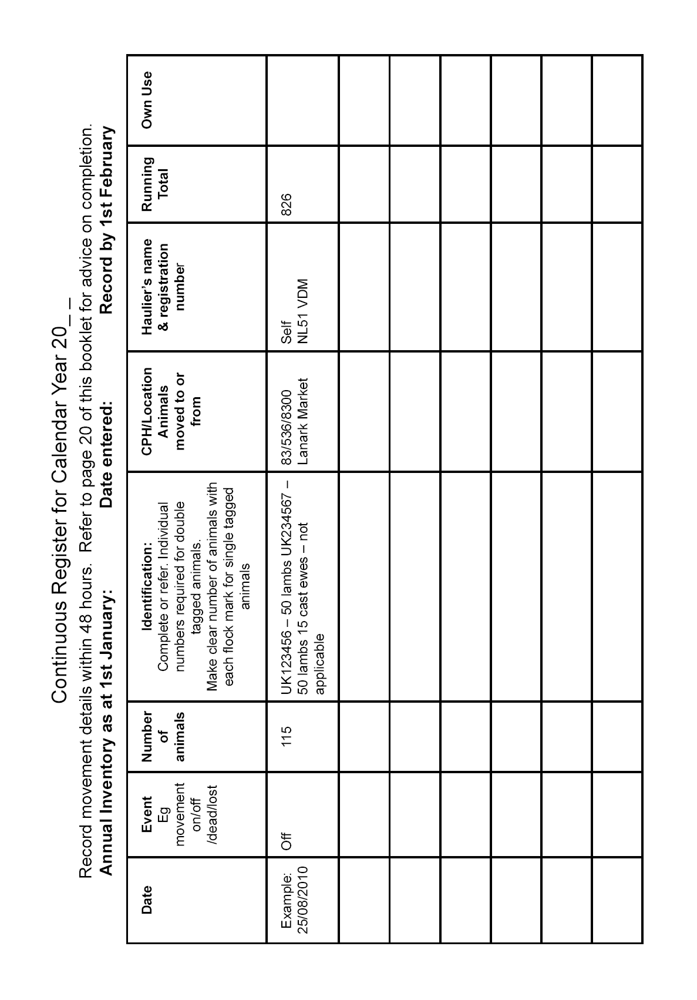 Continuous Register for Calendar Year 20_ _
Record movement details within 48 hours.  Refer to page 20 of this booklet for advice on completion.
Annual Inventory as at 1st January: Date entered: Record by 1st February
Date
Event
Eg
movement
on/off
/dead/lost
Number
of
animals
Identification:
Complete or refer. Individual
numbers required for double
tagged animals.
Make clear number of animals with
each flock mark for single tagged
animals
CPH/Location
Animals
moved to or
from
Haulier’s name
& registration
number
Running
Total
Own Use
Example:
25/08/2010
Off
115
UK123456 – 50 lambs UK234567 –
50 lambs 15 cast ewes – not
applicable
83/536/8300
Lanark Market
Self
NL51 VDM
826